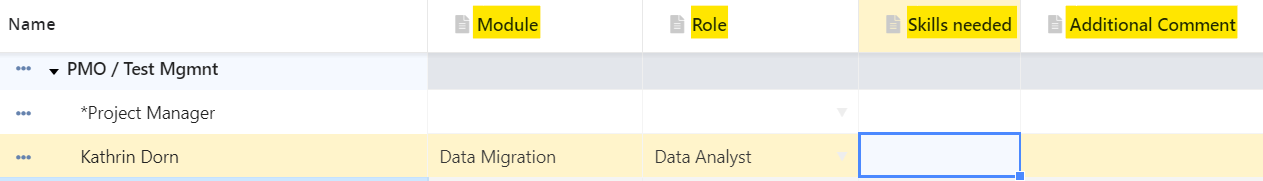 Name Module Role Skills needed Additional Comment
PMO / Test Mgmnt
*Project Manager
Kathrin Dorn Data Migration Data Analyst